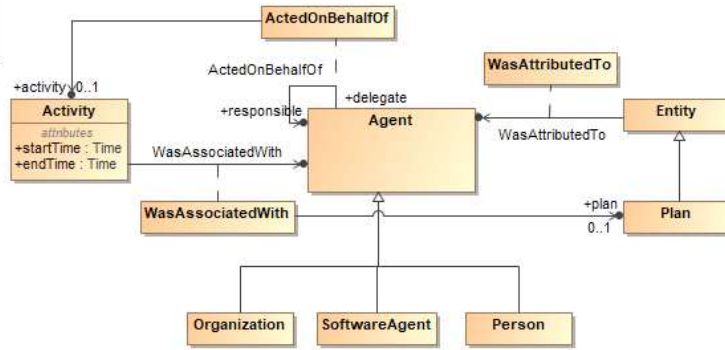 ActedOnBehalfOf
ActedOnBehalfOf
WasAttributedTo
+activity 0..1
+responsible
+delegate
Activity
attributes
+startTime : Time
+endTime : Time
Agent
WasAttributedTo
Entity
WasAssociatedWith
WasAssociatedWith
+plan
0..1
Plan
Organization
SoftwareAgent
Person